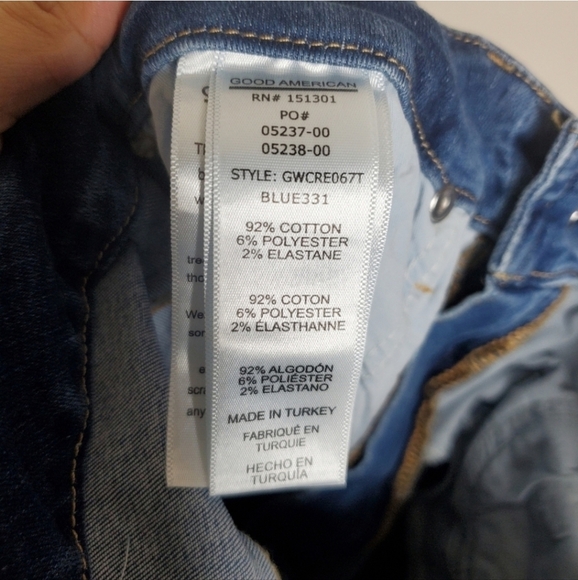 GOOD AMERICAN
RN# 151301
PO#
05237-00
05238-00
STYLE: GWCRE067T
BLUE331
92% COTTON
6% POLYESTER
2% ELASTANE
92% COTON
6% POLYESTER
2% ÉLASTHANNE
92% ALGODÓN
6% POLIÉSTER
2% ELASTANO
MADE IN TURKEY
FABRIQUÉ EN
TURQUIE
HECHO EN
TURQUÍA